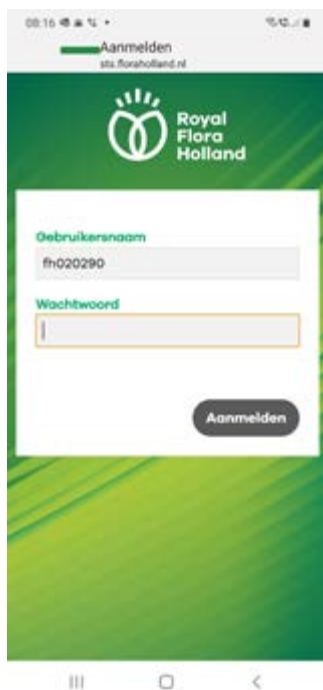 08:16
Aanmelden
sts.floraholland.nl
Royal
Flora
Holland
Gebruikersnaam
fh020290
Wachtwoord
Aanmelden